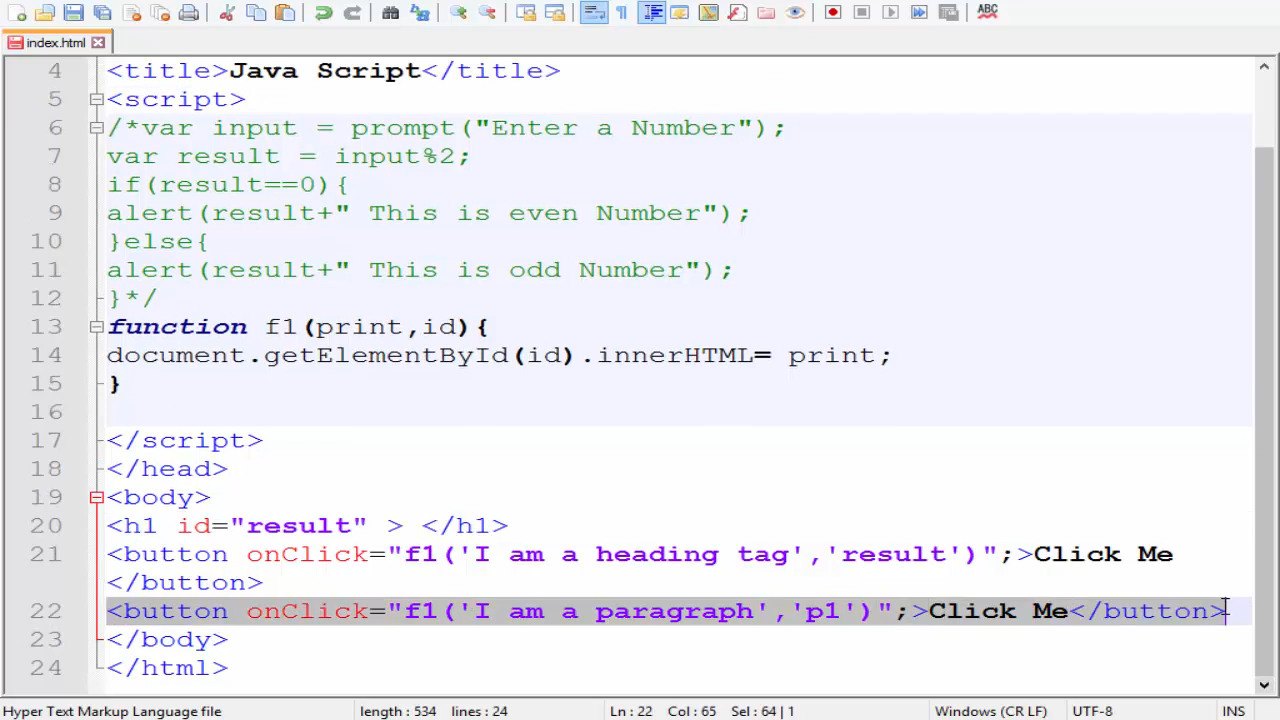 ABC
index.html
4 <title>Java Script</title>
5 <script>
6 /*var input = prompt("Enter a Number");
7 var result = input%2;
8 if(result==0){
9 alert(result+" This is even Number");
10 }else{
11 alert(result+" This is odd Number");
12 }*/
13 function f1(print,id){
14 document.getElementById(id).innerHTML= print;
15 }
16
17 </script>
18 </head>
19 <body>
20 <h1 id="result" > </h1>
21 <button onClick="f1('I am a heading tag','result')";>Click Me
</button>
22 <button onClick="f1('I am a paragraph','p1')";>Click Me</button>
23 </body>
24 </html>
Hyper Text Markup Language file length : 534 lines : 24 Ln : 22 Col : 65 Sel : 64 | 1 Windows (CR LF) UTF-8 INS